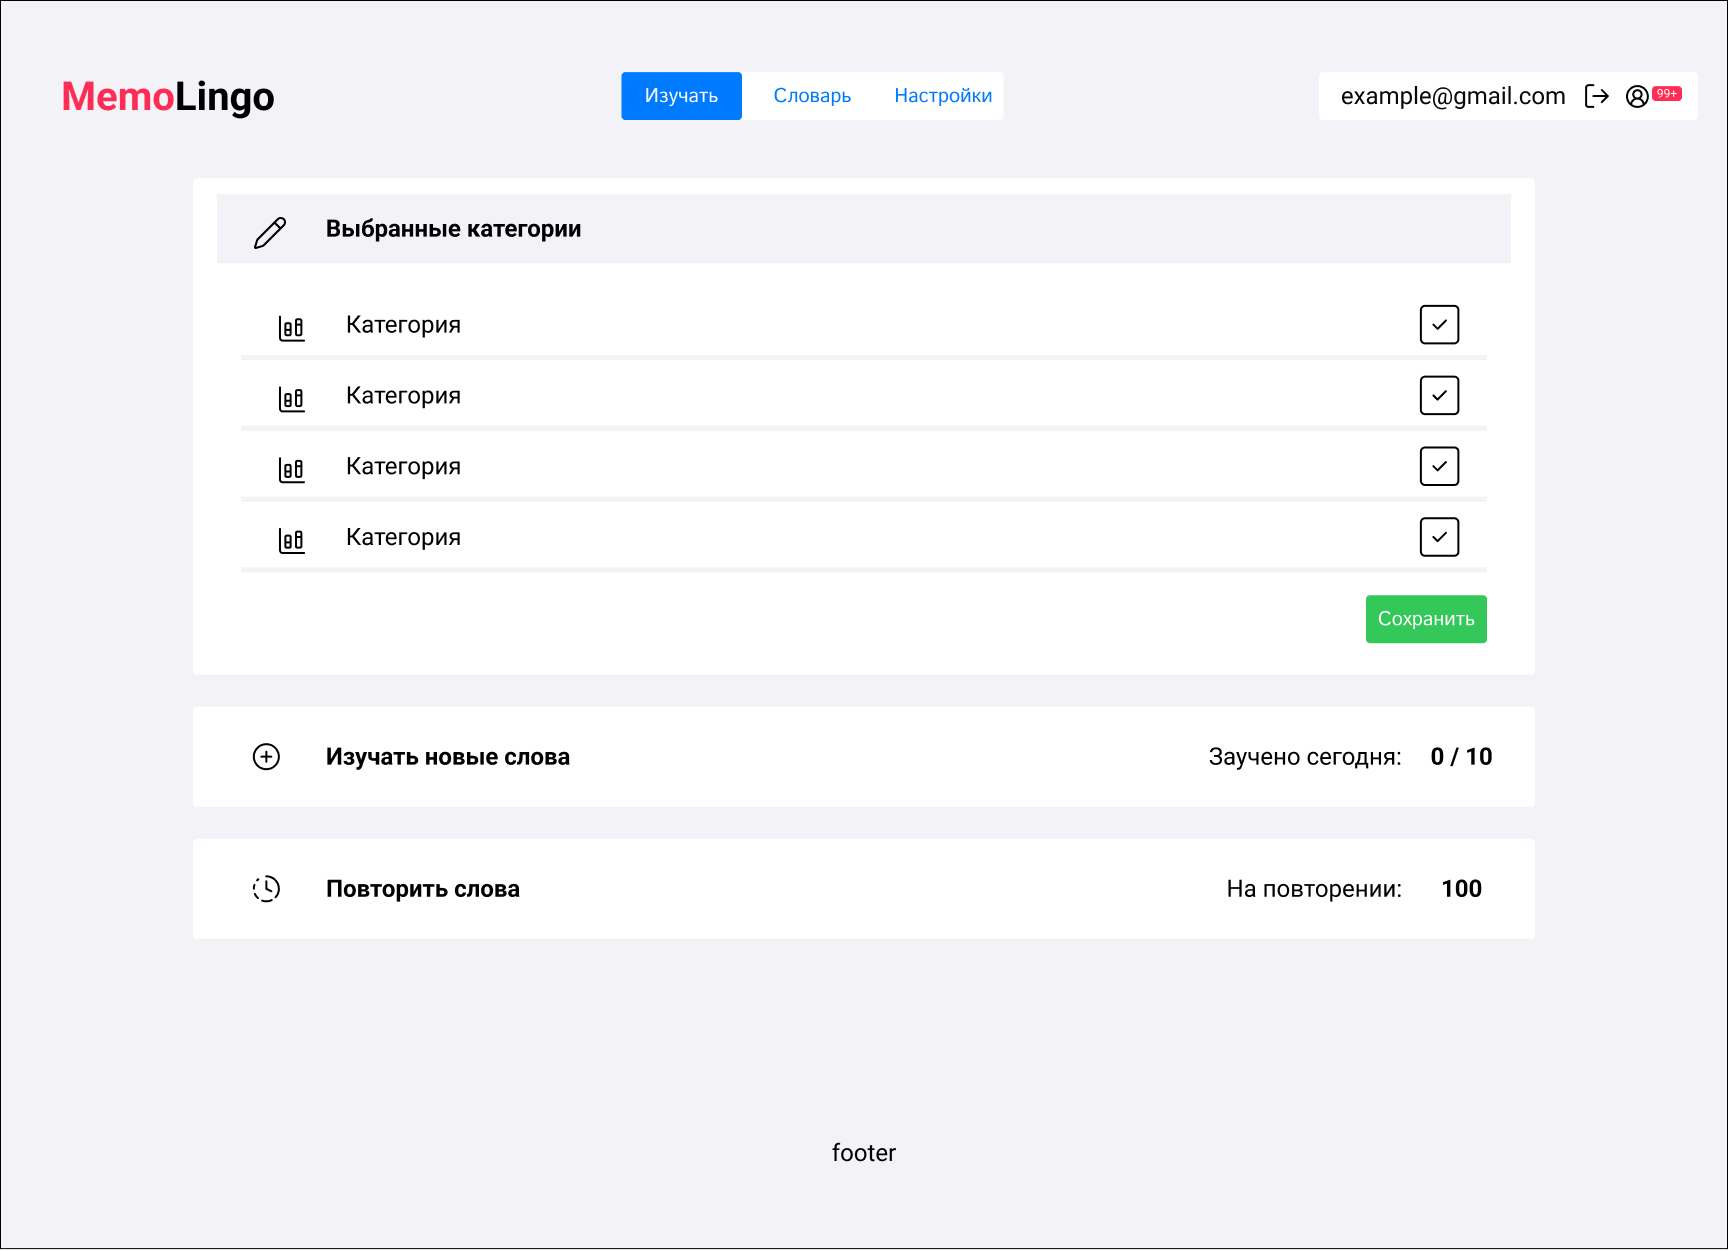 MemoLingo
Изучать Словарь Настройки
example@gmail.com 99+
Выбранные категории
Категория
Категория
Категория
Категория
Сохранить
Изучать новые слова Заучено сегодня: 0 / 10
Повторить слова На повторении: 100
footer